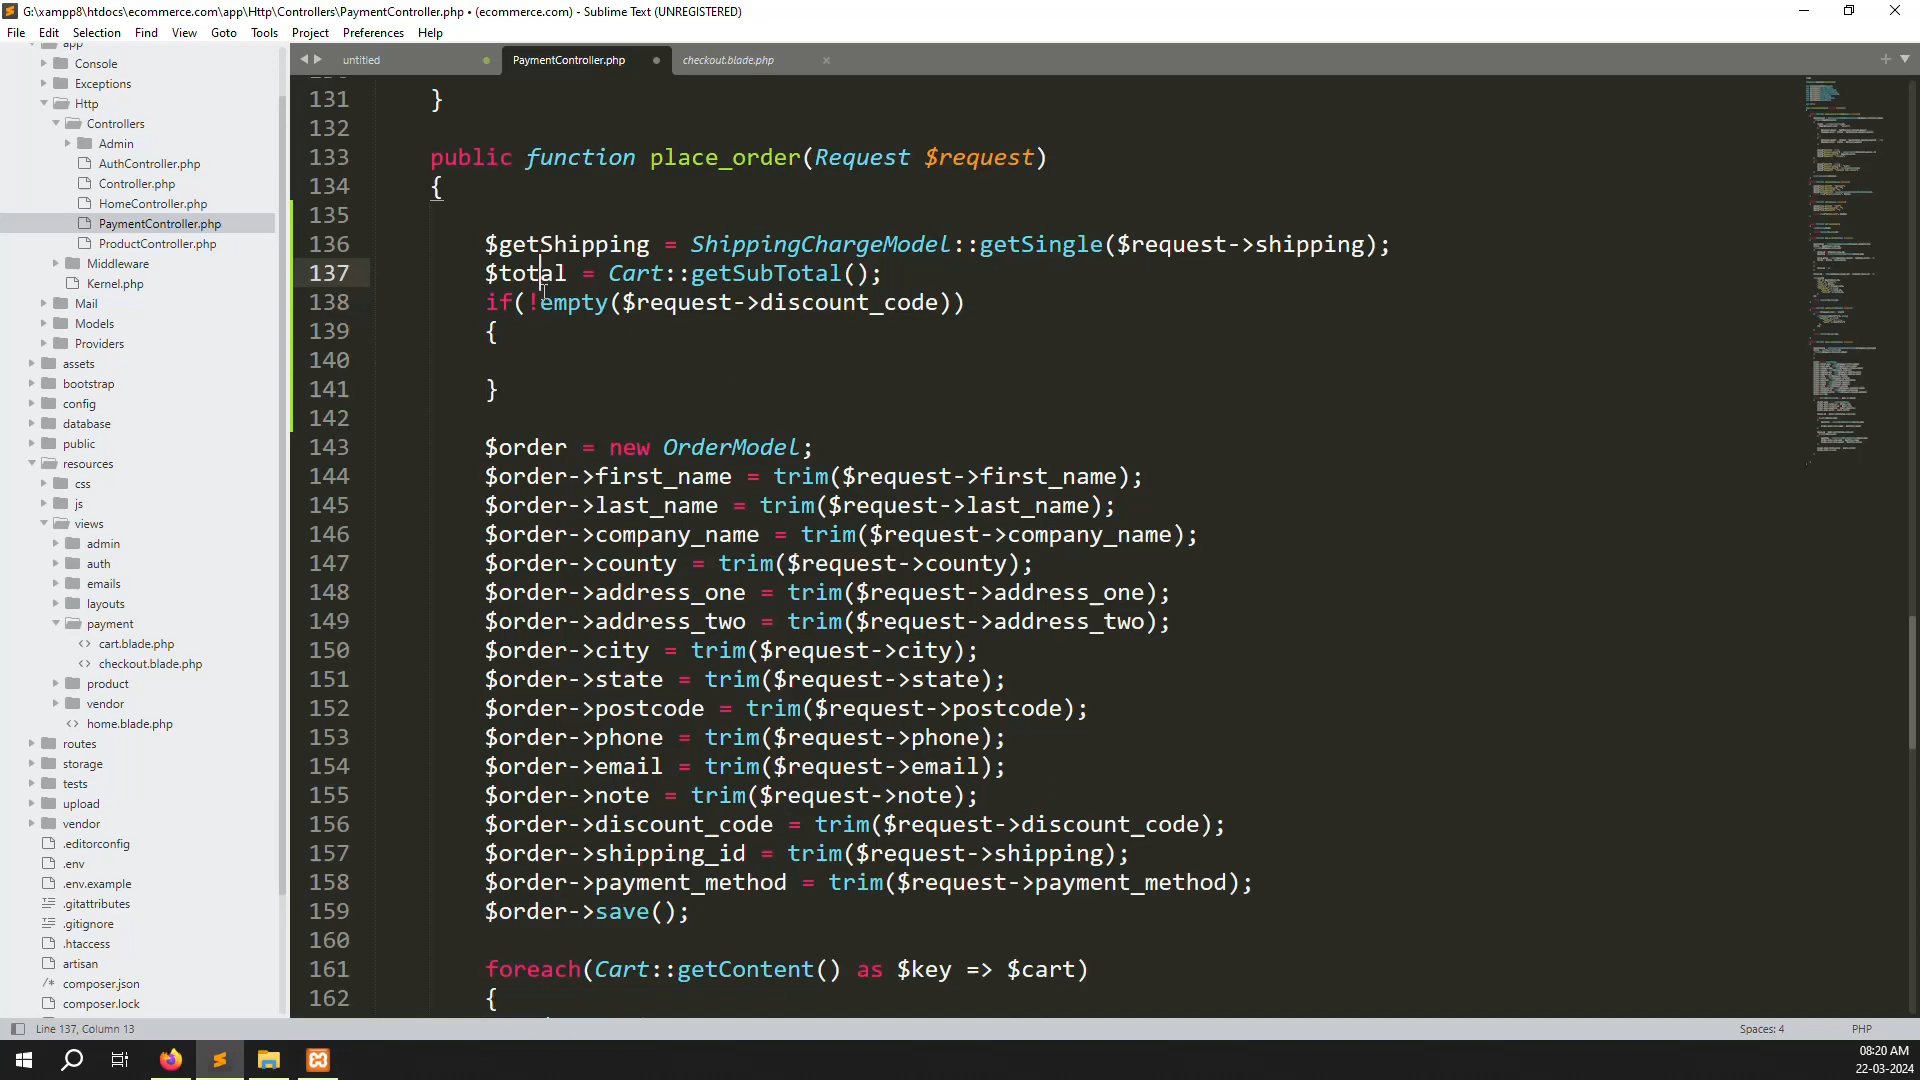 G:\xampp8\htdocs\ecommerce.com\app\Http\Controllers\PaymentController.php • (ecommerce.com) - Sublime Text (UNREGISTERED)
File Edit Selection Find View Goto Tools Project Preferences Help
app
Console
Exceptions
Http
Controllers
Admin
AuthController.php
Controller.php
HomeController.php
PaymentController.php
ProductController.php
Middleware
Kernel.php
Mail
Models
Providers
assets
bootstrap
config
database
public
resources
css
js
views
admin
auth
emails
layouts
payment
cart.blade.php
checkout.blade.php
product
vendor
home.blade.php
routes
storage
tests
upload
vendor
.editorconfig
.env
.env.example
.gitattributes
.gitignore
.htaccess
artisan
composer.json
composer.lock
untitled PaymentController.php checkout.blade.php
131 }
132
133 public function place_order(Request $request)
134 {
135
136 $getShipping = ShippingChargeModel::getSingle($request->shipping);
137 $total = Cart::getSubTotal();
138 if(!empty($request->discount_code))
139 {
140
141 }
142
143 $order = new OrderModel;
144 $order->first_name = trim($request->first_name);
145 $order->last_name = trim($request->last_name);
146 $order->company_name = trim($request->company_name);
147 $order->county = trim($request->county);
148 $order->address_one = trim($request->address_one);
149 $order->address_two = trim($request->address_two);
150 $order->city = trim($request->city);
151 $order->state = trim($request->state);
152 $order->postcode = trim($request->postcode);
153 $order->phone = trim($request->phone);
154 $order->email = trim($request->email);
155 $order->note = trim($request->note);
156 $order->discount_code = trim($request->discount_code);
157 $order->shipping_id = trim($request->shipping);
158 $order->payment_method = trim($request->payment_method);
159 $order->save();
160
161 foreach(Cart::getContent() as $key => $cart)
162 {
Line 137, Column 13 Spaces: 4 PHP
08:20 AM
22-03-2024